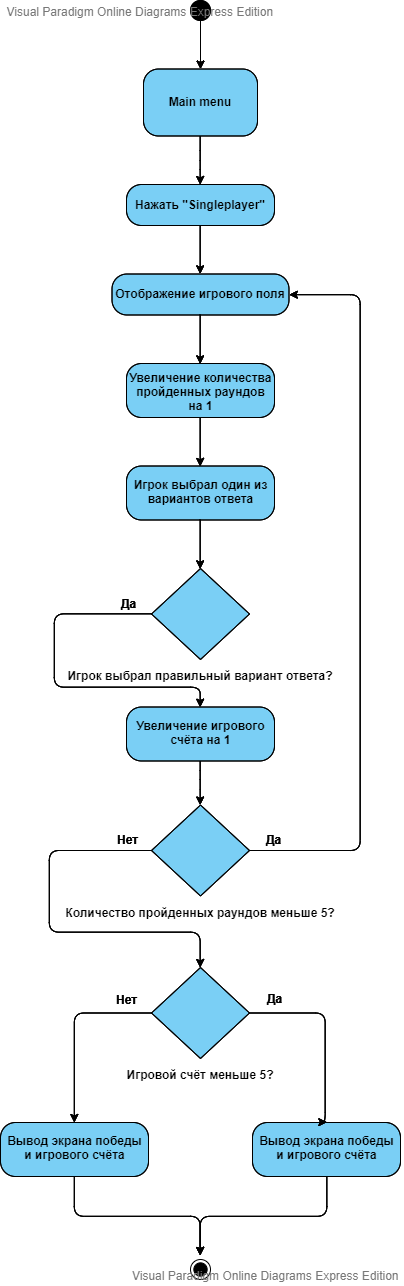 Visual Paradigm Online Diagrams Express Edition
Main menu
Нажать "Singleplayer"
Отображение игрового поля
Увеличение количества
пройденных раундов
на 1
Игрок выбрал один из
вариантов ответа
Да
Игрок выбрал правильный вариант ответа?
Увеличение игрового
счёта на 1
Нет
Да
Количество пройденных раундов меньше 5?
Нет
Да
Игровой счёт меньше 5?
Вывод экрана победы
и игрового счёта
Вывод экрана победы
и игрового счёта
Visual Paradigm Online Diagrams Express Edition